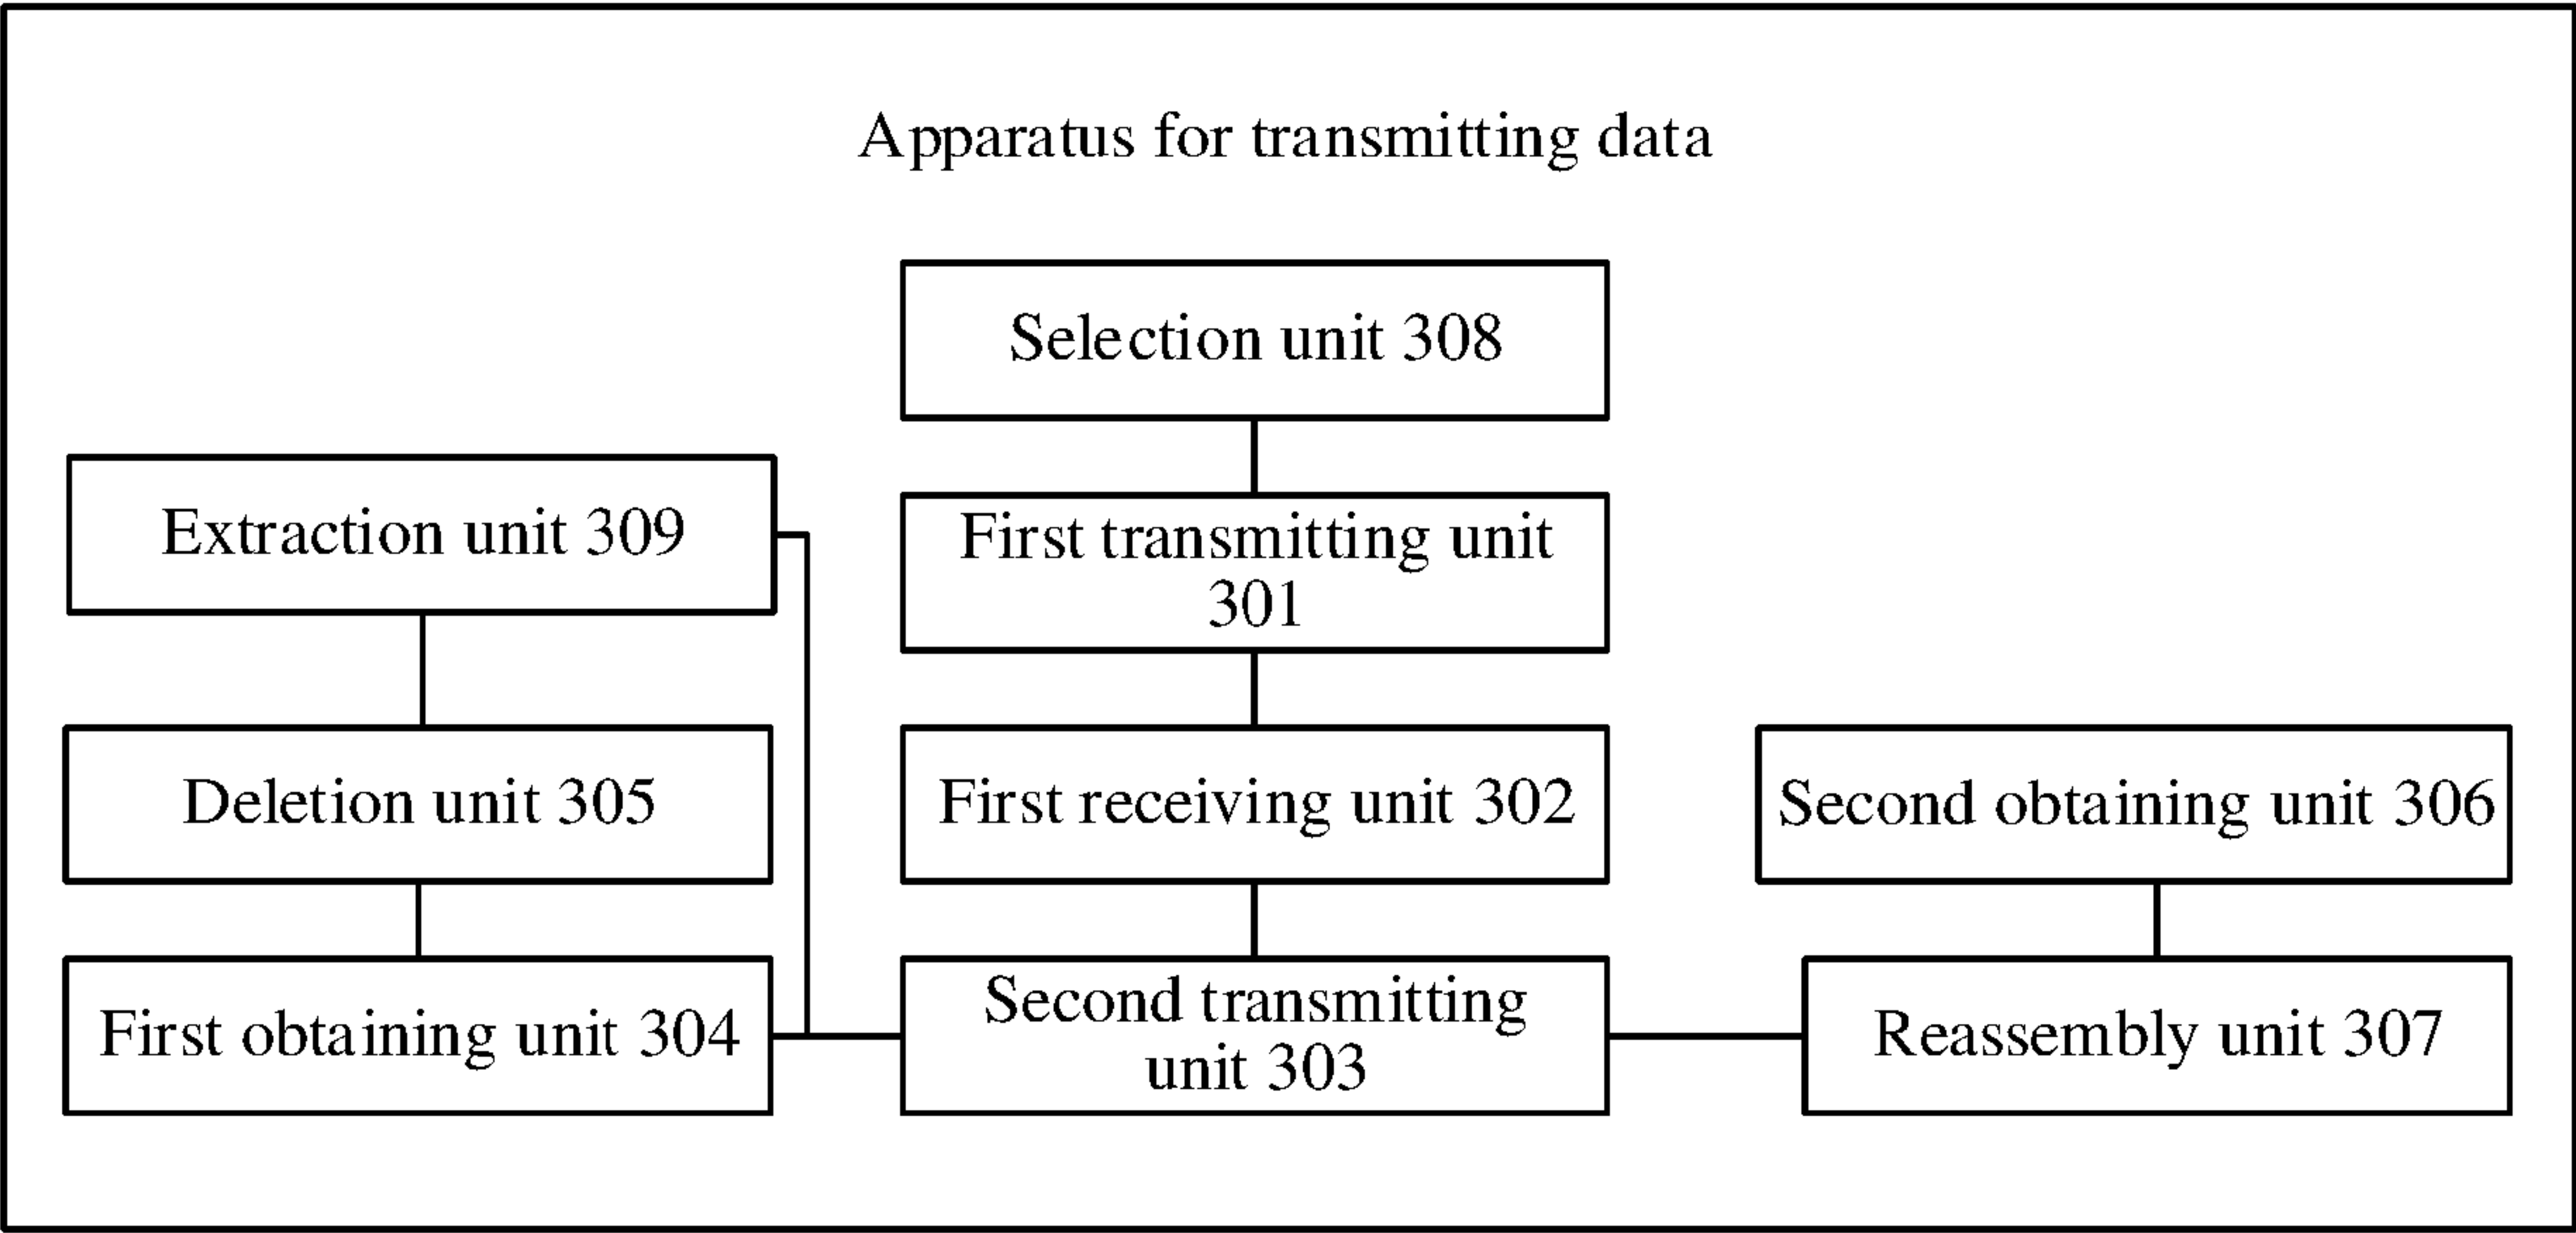 Apparatus for transmitting data
Selection unit 308
Extraction unit 309
First transmitting unit
301
Deletion unit 305
First receiving unit 302
Second obtaining unit 306
First obtaining unit 304
Second transmitting
unit 303
Reassembly unit 307